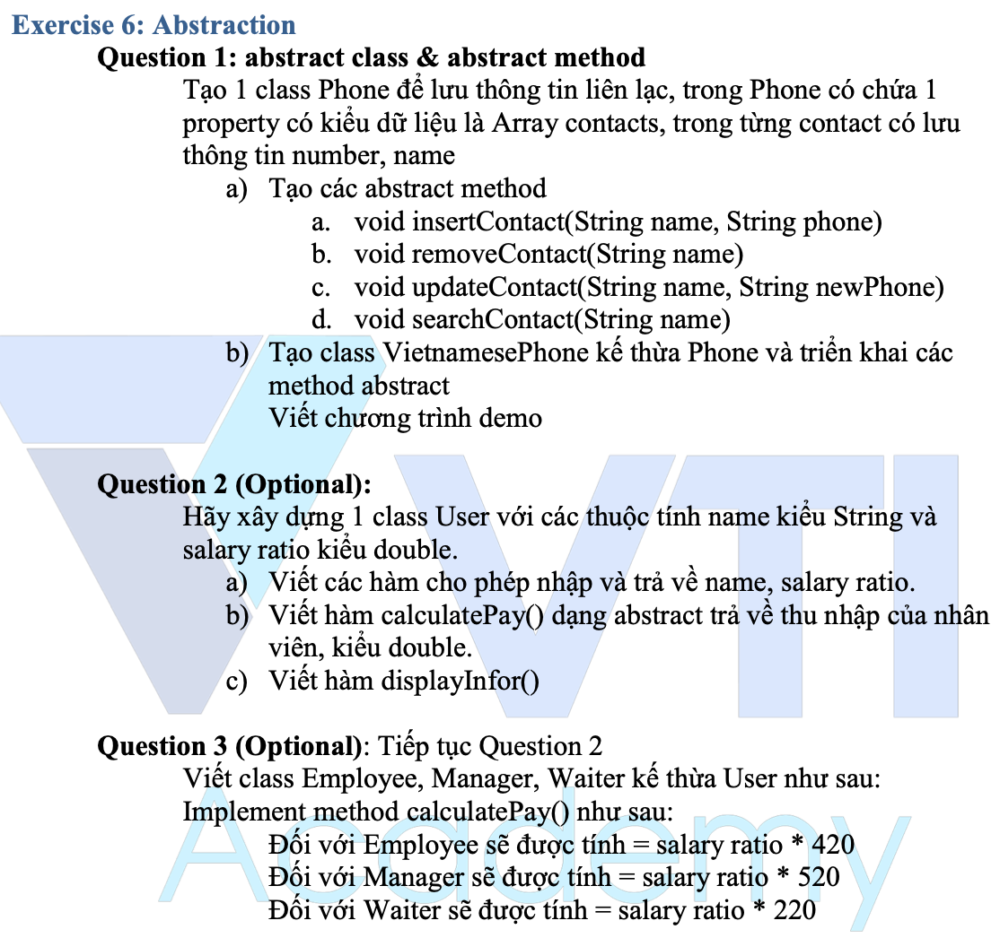 Exercise 6: Abstraction
Question 1: abstract class & abstract method
Tạo 1 class Phone để lưu thông tin liên lạc, trong Phone có chứa 1
property có kiểu dữ liệu là Array contacts, trong từng contact có lưu
thông tin number, name
a) Tạo các abstract method
a. void insertContact(String name, String phone)
b. void removeContact(String name)
c. void updateContact(String name, String newPhone)
d. void searchContact(String name)
b) Tạo class VietnamesePhone kế thừa Phone và triển khai các
method abstract
Viết chương trình demo
Question 2 (Optional):
Hãy xây dựng 1 class User với các thuộc tính name kiểu String và
salary ratio kiểu double.
a) Viết các hàm cho phép nhập và trả về name, salary ratio.
b) Viết hàm calculatePay() dạng abstract trả về thu nhập của nhân
viên, kiểu double.
c) Viết hàm displayInfor()
Question 3 (Optional): Tiếp tục Question 2
Viết class Employee, Manager, Waiter kế thừa User như sau:
Implement method calculatePay() như sau:
Đối với Employee sẽ được tính = salary ratio * 420
Đối với Manager sẽ được tính = salary ratio * 520
Đối với Waiter sẽ được tính = salary ratio * 220
VTI
Academy